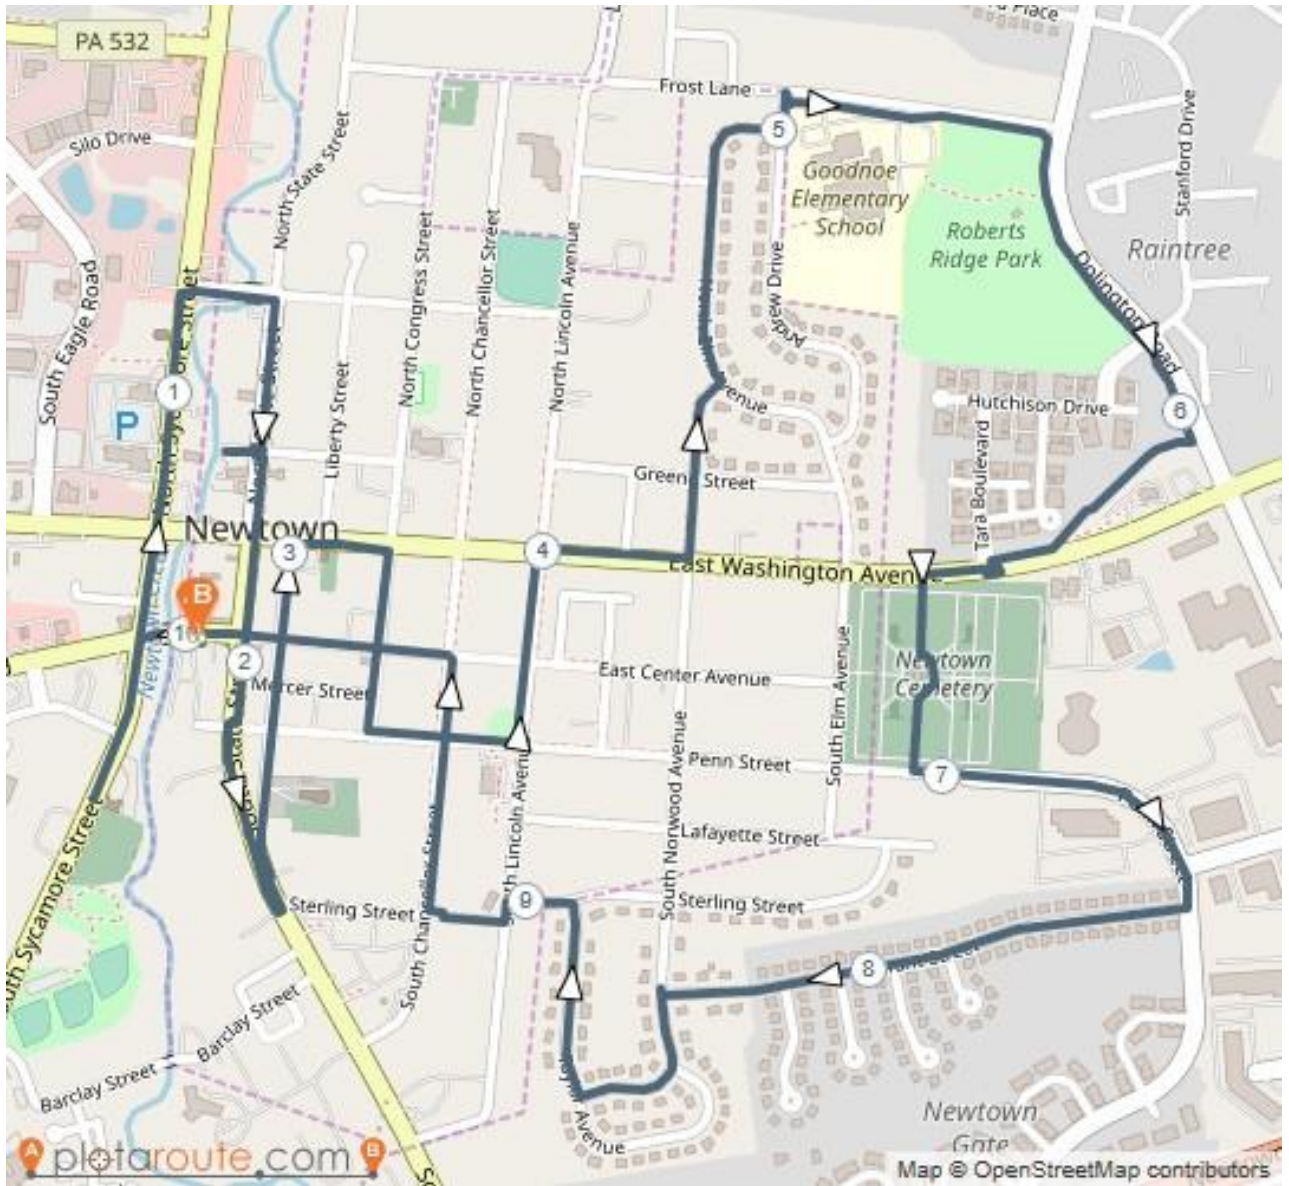 Place
PA 532
Frost Lane
5
Silo Drive
North State Street
Stanford Drive
Goodnoe
Elementary
School
North Congress Street
North Chancellor Street
North Lincoln Avenue
Roberts
Ridge Park
Raintree
Dolington Road
Andrew Drive
South Eagle Road
1
P
Liberty Street
Avenue
Hutchison Drive
6
Tara Boulevard
Greene Street
Newtown
3
4
East Washington Avenue
B
10
2
Mercer Street
East Center Avenue
Newtown
Cemetery
South Elm Avenue
South Norwood Avenue
Penn Street
7
Lafayette Street
South Sycamore Street
South Lincoln Avenue
South Chancellor Street
Sterling Street
9
Sterling Street
8
Barclay Street
Barclay Street
Avenue
Newtown
Gate
Newtown
A plotaroute.com B
Map © OpenStreetMap contributors